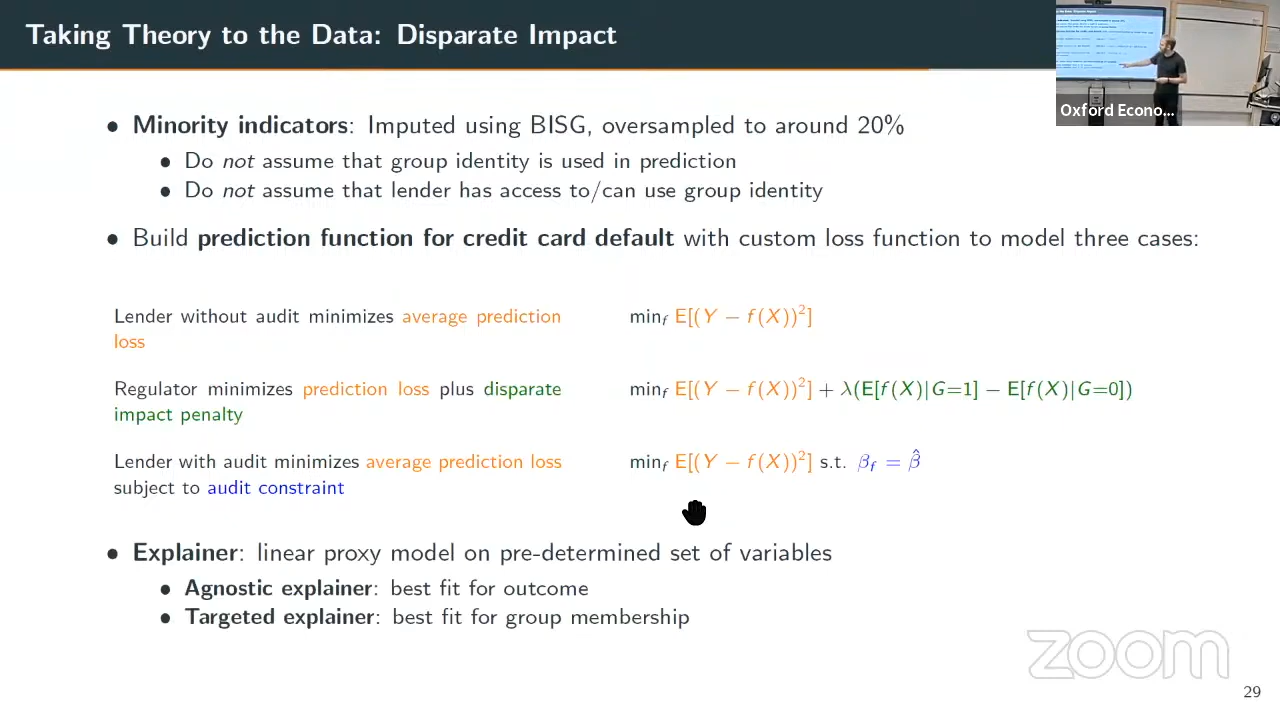 Taking Theory to the Data: Disparate Impact
Oxford Econo...
• Minority indicators: Imputed using BISG, oversampled to around 20%
• Do not assume that group identity is used in prediction
• Do not assume that lender has access to/can use group identity
• Build prediction function for credit card default with custom loss function to model three cases:
Lender without audit minimizes average prediction
loss
min_f E[(Y − f(X))²]
Regulator minimizes prediction loss plus disparate
impact penalty
min_f E[(Y − f(X))²] + λ(E[f(X)|G=1] − E[f(X)|G=0])
Lender with audit minimizes average prediction loss
subject to audit constraint
min_f E[(Y − f(X))²] s.t. β_f = β̂
• Explainer: linear proxy model on pre-determined set of variables
• Agnostic explainer: best fit for outcome
• Targeted explainer: best fit for group membership
zoom
29